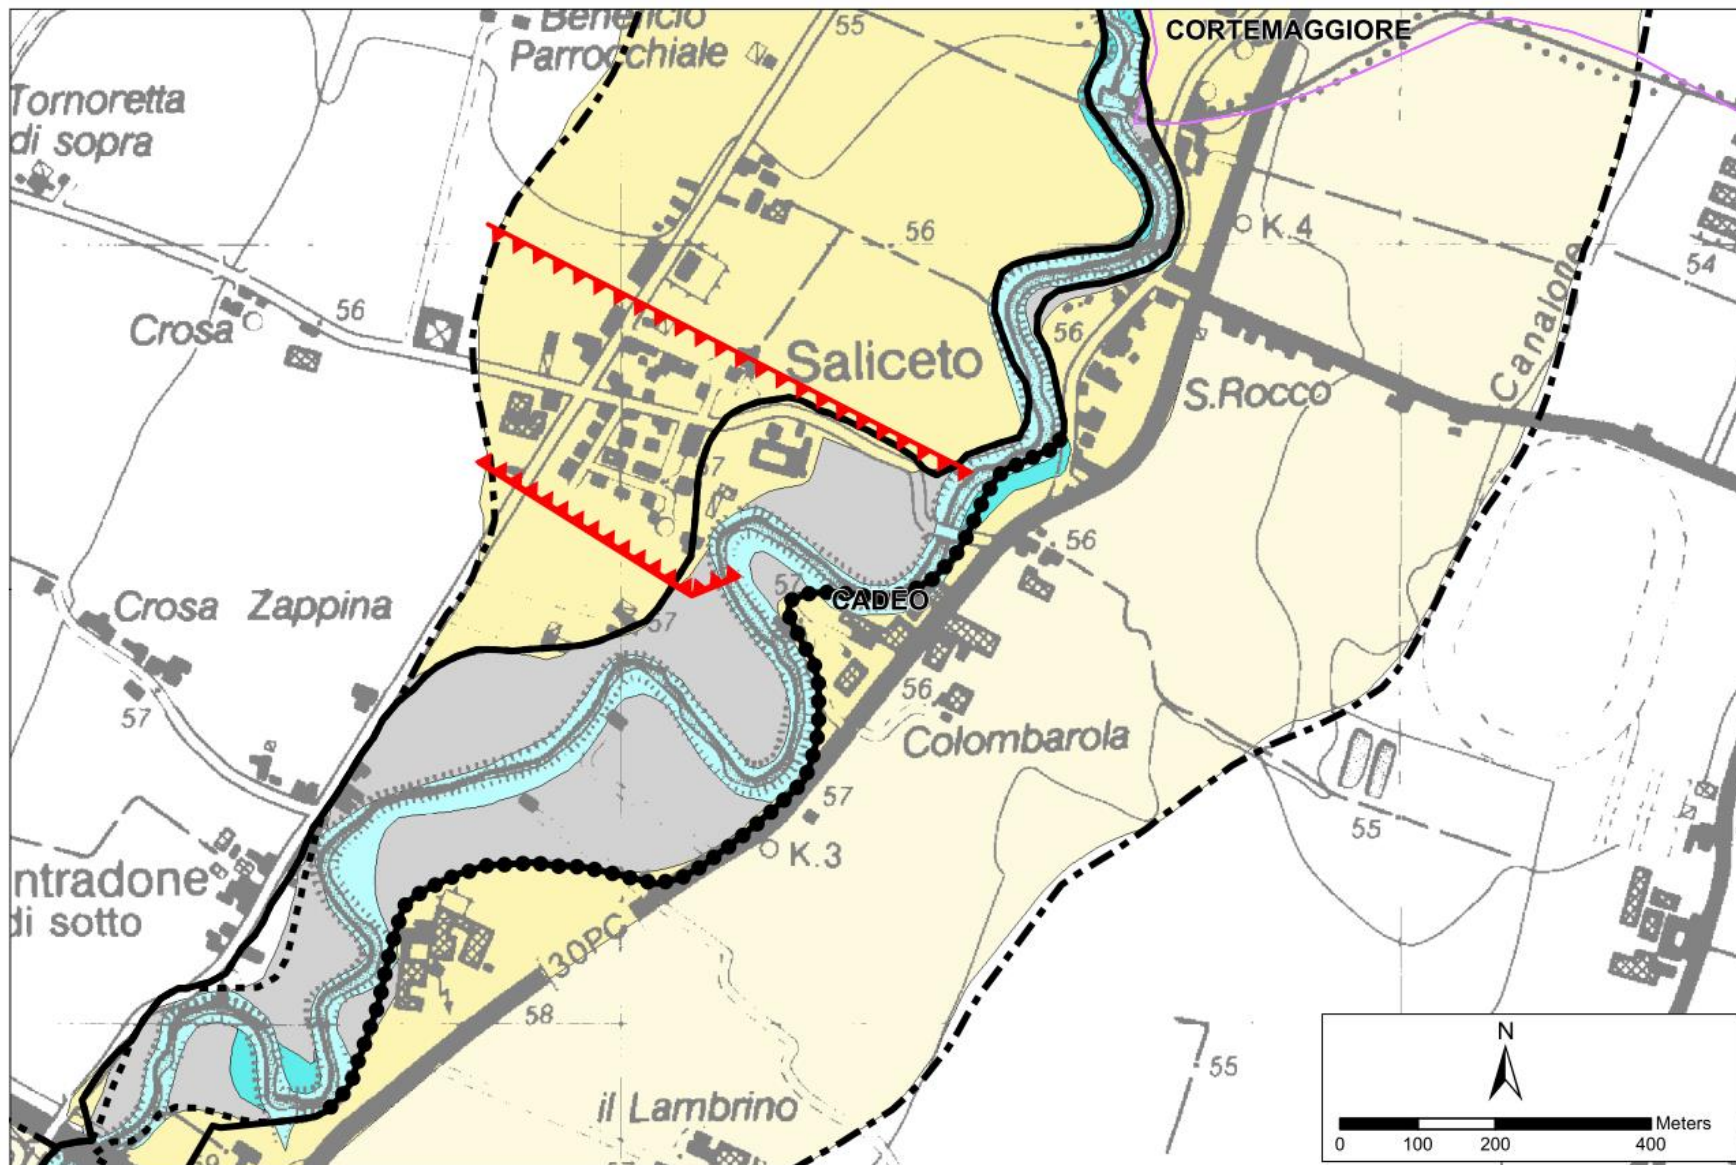 Beneficio
Parrocchiale
55
CORTEMAGGIORE
Tornoretta
di sopra
56
K.4
54
Canalone
56
Crosa
56
Saliceto
S.Rocco
57
56
57
CADEO
Crosa Zappina
57
56
57
Colombarola
57
55
K.3
ntradone
di sotto
30PC
58
55
il Lambrino
N
Meters
0 100 200 400